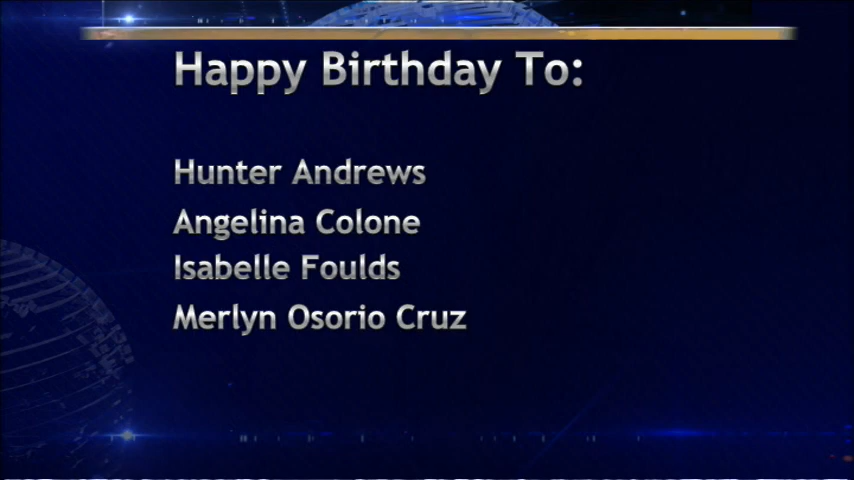 Happy Birthday To:
Hunter Andrews
Angelina Colone
Isabelle Foulds
Merlyn Osorio Cruz